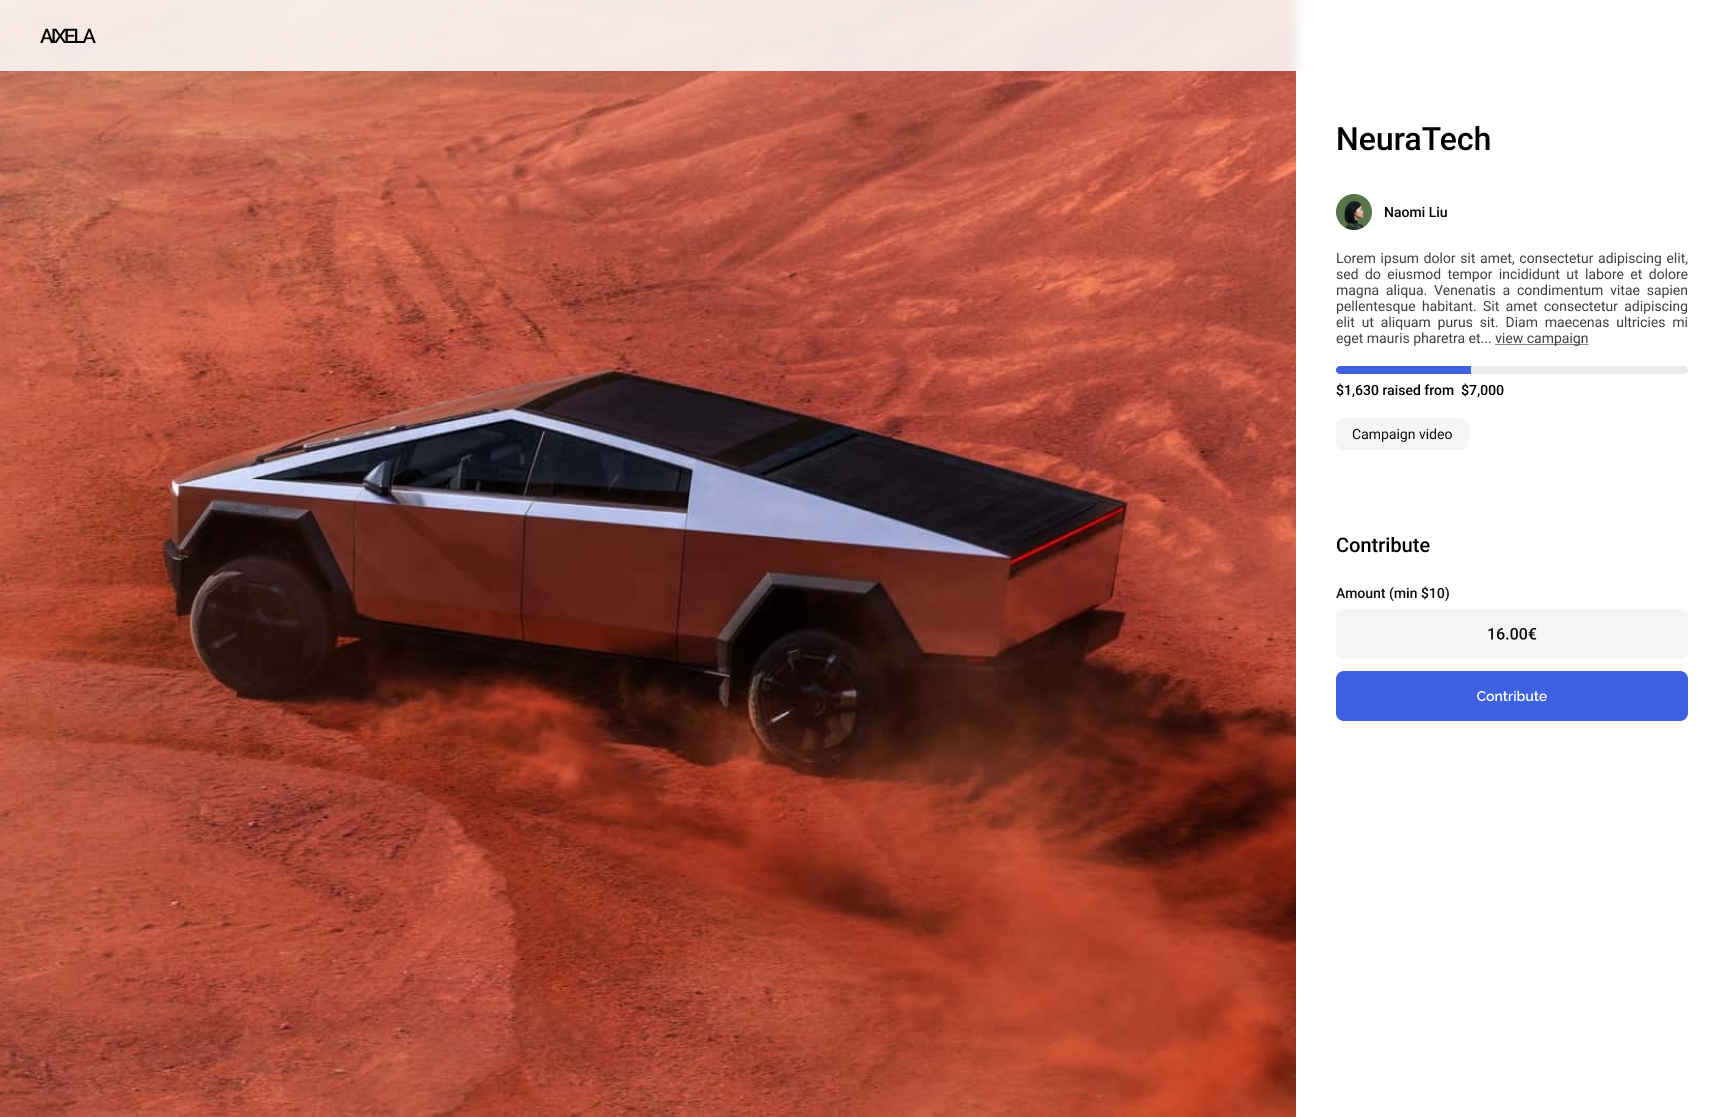 AIXELA
NeuraTech
Naomi Liu
Lorem ipsum dolor sit amet, consectetur adipiscing elit,
sed do eiusmod tempor incididunt ut labore et dolore
magna aliqua. Venenatis a condimentum vitae sapien
pellentesque habitant. Sit amet consectetur adipiscing
elit ut aliquam purus sit. Diam maecenas ultricies mi
eget mauris pharetra et... view campaign
$1,630 raised from $7,000
Campaign video
Contribute
Amount (min $10)
16.00€
Contribute